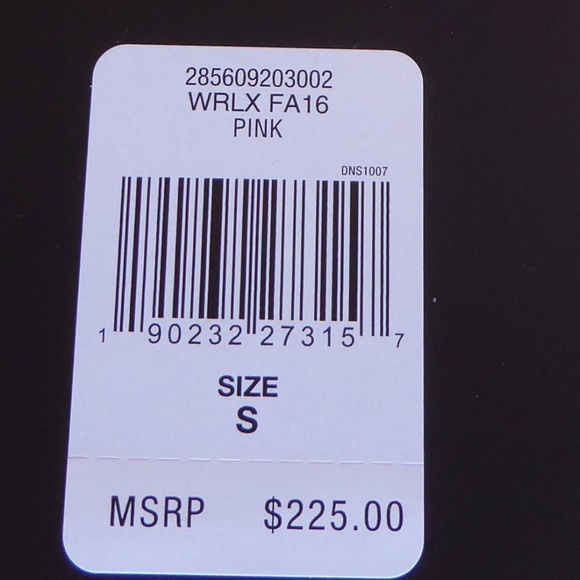 285609203002
WRLX FA16
PINK
DNS1007
1 90232 27315 7
SIZE
S
MSRP $225.00